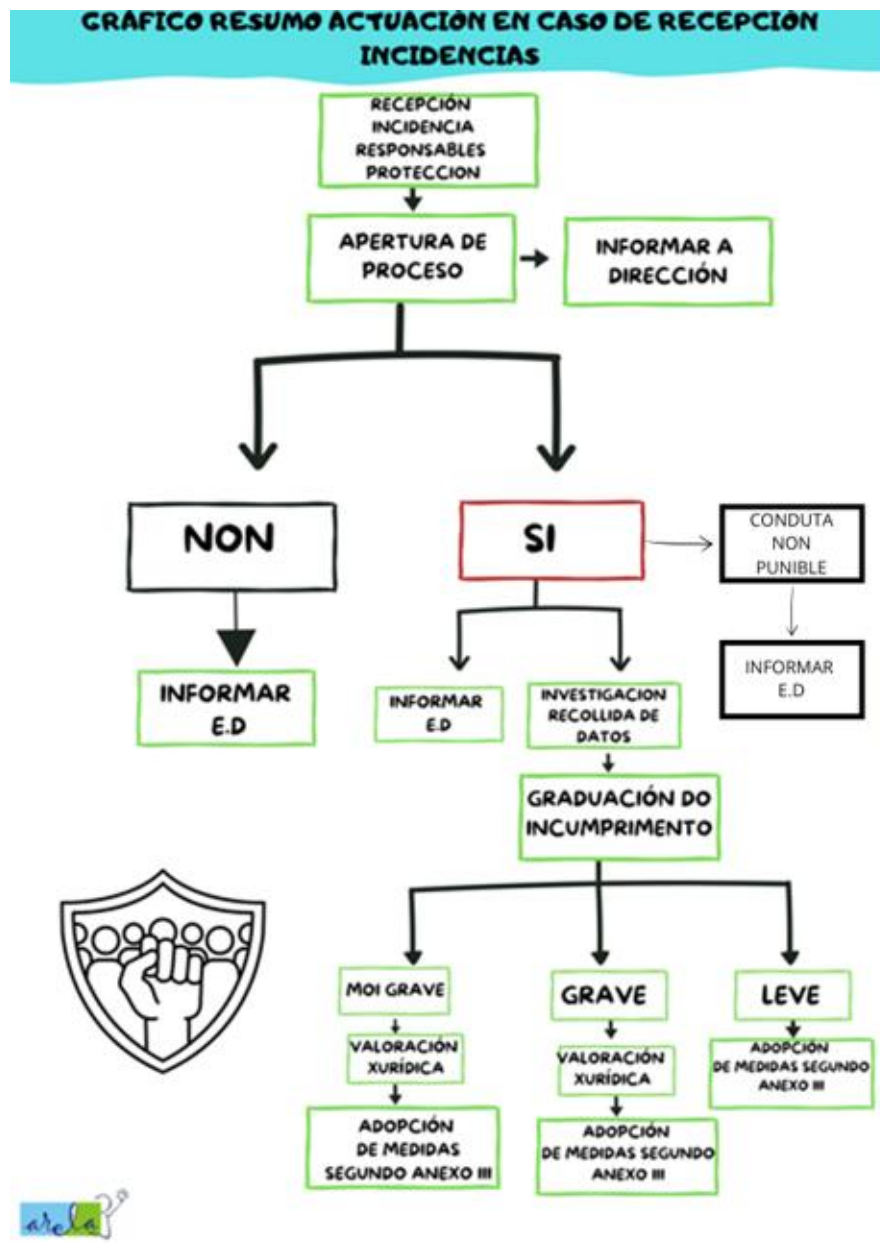 GRÁFICO RESUMO ACTUACIÓN EN CASO DE RECEPCIÓN
INCIDENCIAS
RECEPCIÓN
INCIDENCIA
RESPONSABLES
PROTECCION
APERTURA DE
PROCESO
INFORMAR A
DIRECCIÓN
NON
SI
CONDUTA
NON
PUNIBLE
INFORMAR
E.D
INFORMAR
E.D
INFORMAR
E.D
INVESTIGACION
RECOLLIDA DE
DATOS
GRADUACIÓN DO
INCUMPRIMENTO
MOI GRAVE
GRAVE
LEVE
VALORACIÓN
XURÍDICA
VALORACIÓN
XURÍDICA
ADOPCIÓN
DE MEDIDAS SEGUNDO
ANEXO III
ADOPCIÓN
DE MEDIDAS
SEGUNDO ANEXO III
ADOPCIÓN
DE MEDIDAS SEGUNDO
ANEXO III
arela